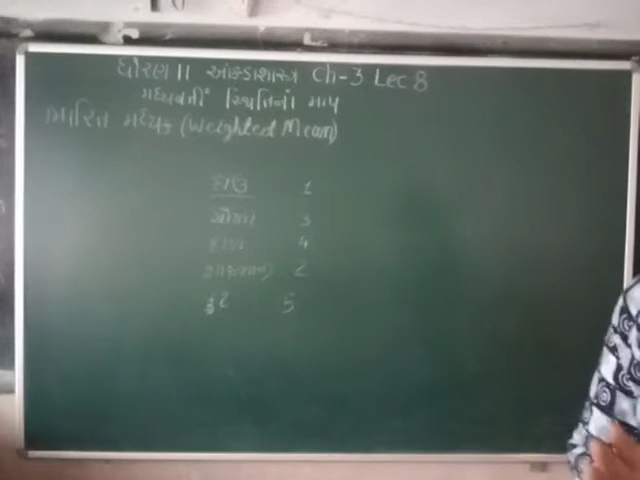 ધોરણ 11 આંકડાશાસ્ત્ર Ch-3 Lec 8
મધ્યવર્તી સ્થિતિનાં માપ
ભારિત મધ્યક (Weighted Mean)
1
ચોખા 3
4
2
દૂધ 5